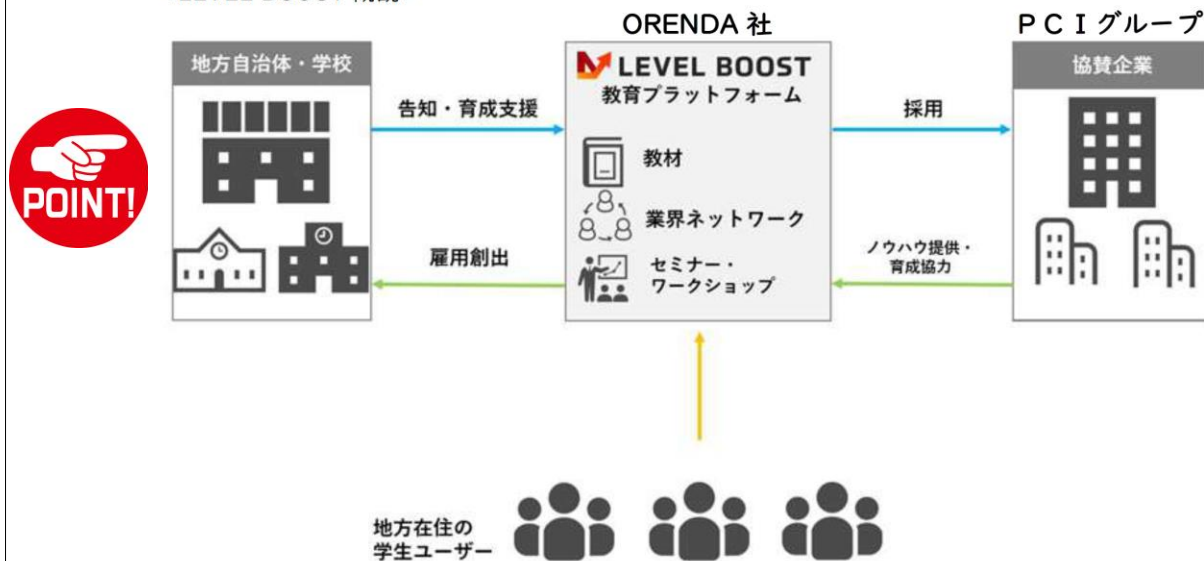 ORENDA 社
ＰＣＩグループ
地方自治体・学校
LEVEL BOOST
教育プラットフォーム
協賛企業
告知・育成支援
採用
教材
POINT!
業界ネットワーク
雇用創出
セミナー・
ワークショップ
ノウハウ提供・
育成協力
地方在住の
学生ユーザー